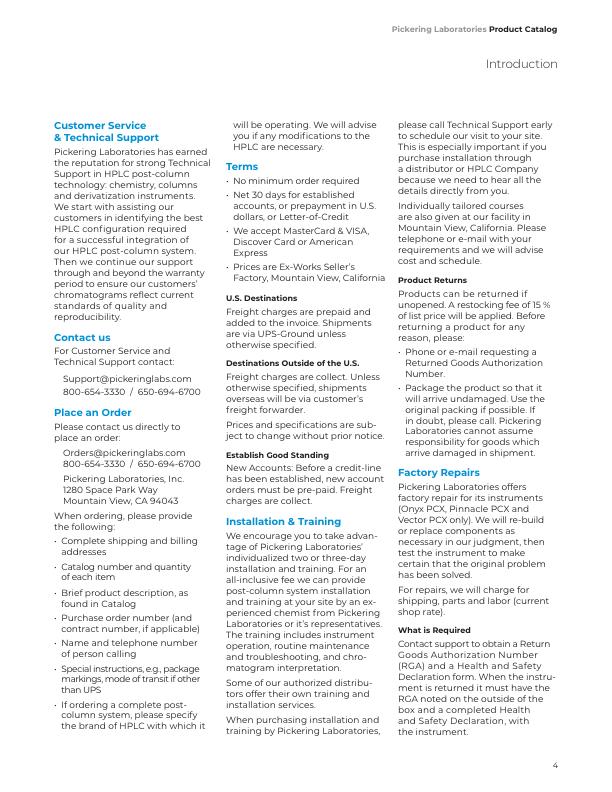 Pickering Laboratories Product Catalog
Introduction
Customer Service
& Technical Support
Pickering Laboratories has earned
the reputation for strong Technical
Support in HPLC post-column
technology: chemistry, columns
and derivatization instruments.
We start with assisting our
customers in identifying the best
HPLC configuration required
for a successful integration of
our HPLC post-column system.
Then we continue our support
through and beyond the warranty
period to ensure our customers’
chromatograms reflect current
standards of quality and
reproducibility.
Contact us
For Customer Service and
Technical Support contact:
Support@pickeringlabs.com
800-654-3330 / 650-694-6700
Place an Order
Please contact us directly to
place an order:
Orders@pickeringlabs.com
800-654-3330 / 650-694-6700
Pickering Laboratories, Inc.
1280 Space Park Way
Mountain View, CA 94043
When ordering, please provide
the following:
• Complete shipping and billing
addresses
• Catalog number and quantity
of each item
• Brief product description, as
found in Catalog
• Purchase order number (and
contract number, if applicable)
• Name and telephone number
of person calling
• Special instructions, e.g., package
markings, mode of transit if other
than UPS
• If ordering a complete post-
column system, please specify
the brand of HPLC with which it
will be operating. We will advise
you if any modifications to the
HPLC are necessary.
Terms
• No minimum order required
• Net 30 days for established
accounts, or prepayment in U.S.
dollars, or Letter-of-Credit
• We accept MasterCard & VISA,
Discover Card or American
Express
• Prices are Ex-Works Seller’s
Factory, Mountain View, California
U.S. Destinations
Freight charges are prepaid and
added to the invoice. Shipments
are via UPS-Ground unless
otherwise specified.
Destinations Outside of the U.S.
Freight charges are collect. Unless
otherwise specified, shipments
overseas will be via customer’s
freight forwarder.
Prices and specifications are sub-
ject to change without prior notice.
Establish Good Standing
New Accounts: Before a credit-line
has been established, new account
orders must be pre-paid. Freight
charges are collect.
Installation & Training
We encourage you to take advan-
tage of Pickering Laboratories’
individualized two or three-day
installation and training. For an
all-inclusive fee we can provide
post-column system installation
and training at your site by an ex-
perienced chemist from Pickering
Laboratories or it’s representatives.
The training includes instrument
operation, routine maintenance
and troubleshooting, and chro-
matogram interpretation.
Some of our authorized distribu-
tors offer their own training and
installation services.
When purchasing installation and
training by Pickering Laboratories,
please call Technical Support early
to schedule our visit to your site.
This is especially important if you
purchase installation through
a distributor or HPLC Company
because we need to hear all the
details directly from you.
Individually tailored courses
are also given at our facility in
Mountain View, California. Please
telephone or e-mail with your
requirements and we will advise
cost and schedule.
Product Returns
Products can be returned if
unopened. A restocking fee of 15 %
of list price will be applied. Before
returning a product for any
reason, please:
• Phone or e-mail requesting a
Returned Goods Authorization
Number.
• Package the product so that it
will arrive undamaged. Use the
original packing if possible. If
in doubt, please call. Pickering
Laboratories cannot assume
responsibility for goods which
arrive damaged in shipment.
Factory Repairs
Pickering Laboratories offers
factory repair for its instruments
(Onyx PCX, Pinnacle PCX and
Vector PCX only). We will re-build
or replace components as
necessary in our judgment, then
test the instrument to make
certain that the original problem
has been solved.
For repairs, we will charge for
shipping, parts and labor (current
shop rate).
What is Required
Contact support to obtain a Return
Goods Authorization Number
(RGA) and a Health and Safety
Declaration form. When the instru-
ment is returned it must have the
RGA noted on the outside of the
box and a completed Health
and Safety Declaration, with
the instrument.
4